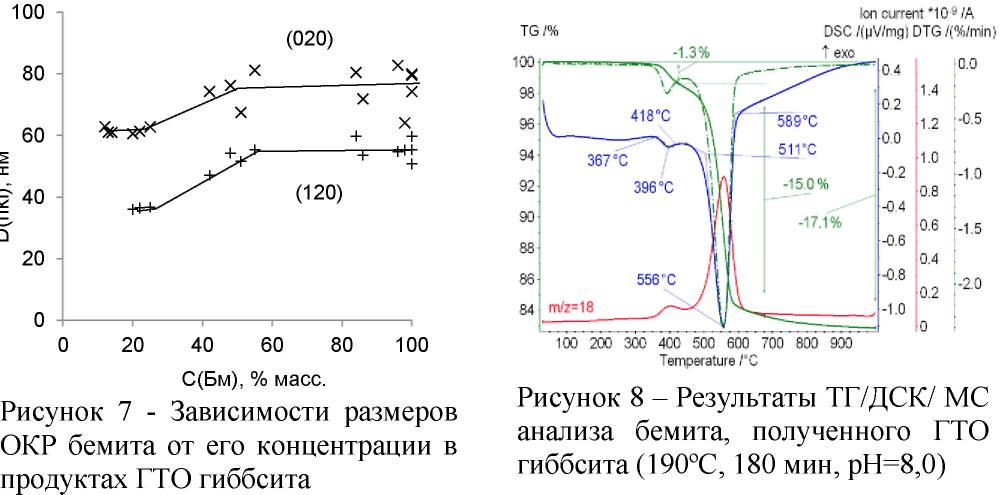 100
80
60
40
20
0
D(hkl), нм
(020)
(120)
0 20 40 60 80 100
С(Бм), % масс.
Рисунок 7 - Зависимости размеров
ОКР бемита от его концентрации в
продуктах ГТО гиббсита
Ion current *10⁻⁹ /A
TG /% DSC /(µV/mg) DTG /(%/min)
↑ exo
100
98
96
94
92
90
88
86
84
-1.3%
418°C
367°C
396°C
589°C
511°C
-15.0%
-17.1%
556°C
m/z=18
0.4
0.2
0.0
-0.2
-0.4
-0.6
-0.8
-1.0
1.4
1.2
1.0
0.8
0.6
0.4
0.2
0
0.0
-0.5
-1.0
-1.5
-2.0
100 200 300 400 500 600 700 800 900
Temperature /°C
Рисунок 8 – Результаты ТГ/ДСК/ МС
анализа бемита, полученного ГТО
гиббсита (190ºС, 180 мин, рН=8,0)